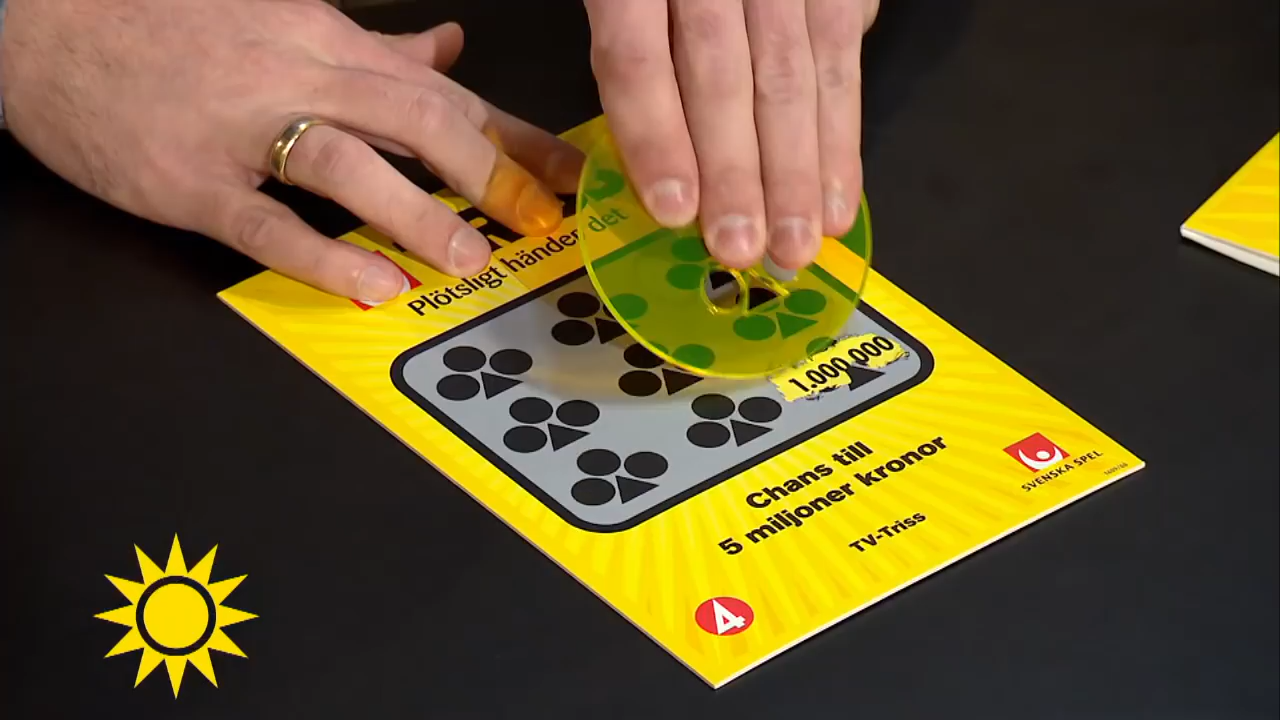 Plötsligt händer det
1.000.000
Chans till
5 miljoner kronor
TV-Triss
SVENSKA SPEL
4